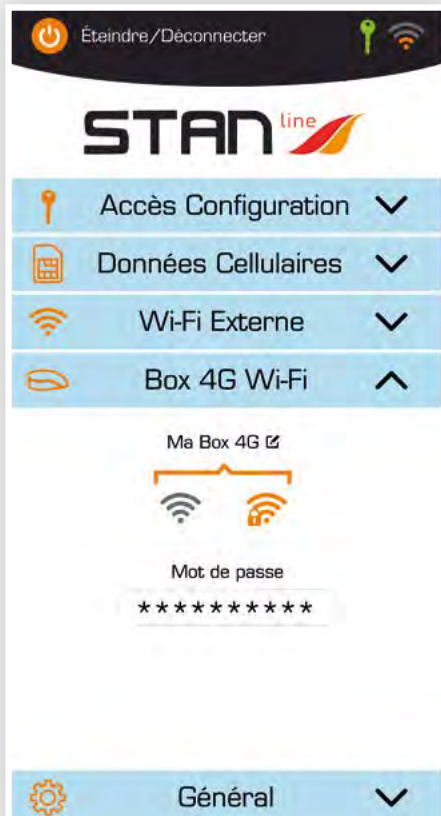 Éteindre/Déconnecter
STAN line
Accès Configuration
Données Cellulaires
Wi-Fi Externe
Box 4G Wi-Fi
Ma Box 4G
Mot de passe
**********
Général